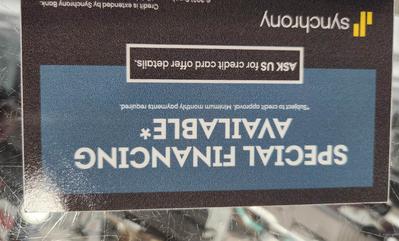 SPECIAL FINANCING
AVAILABLE*
*Subject to credit approval. Minimum monthly payments required.
ASK US for credit card offer details.
synchrony
Credit is extended by Synchrony Bank.